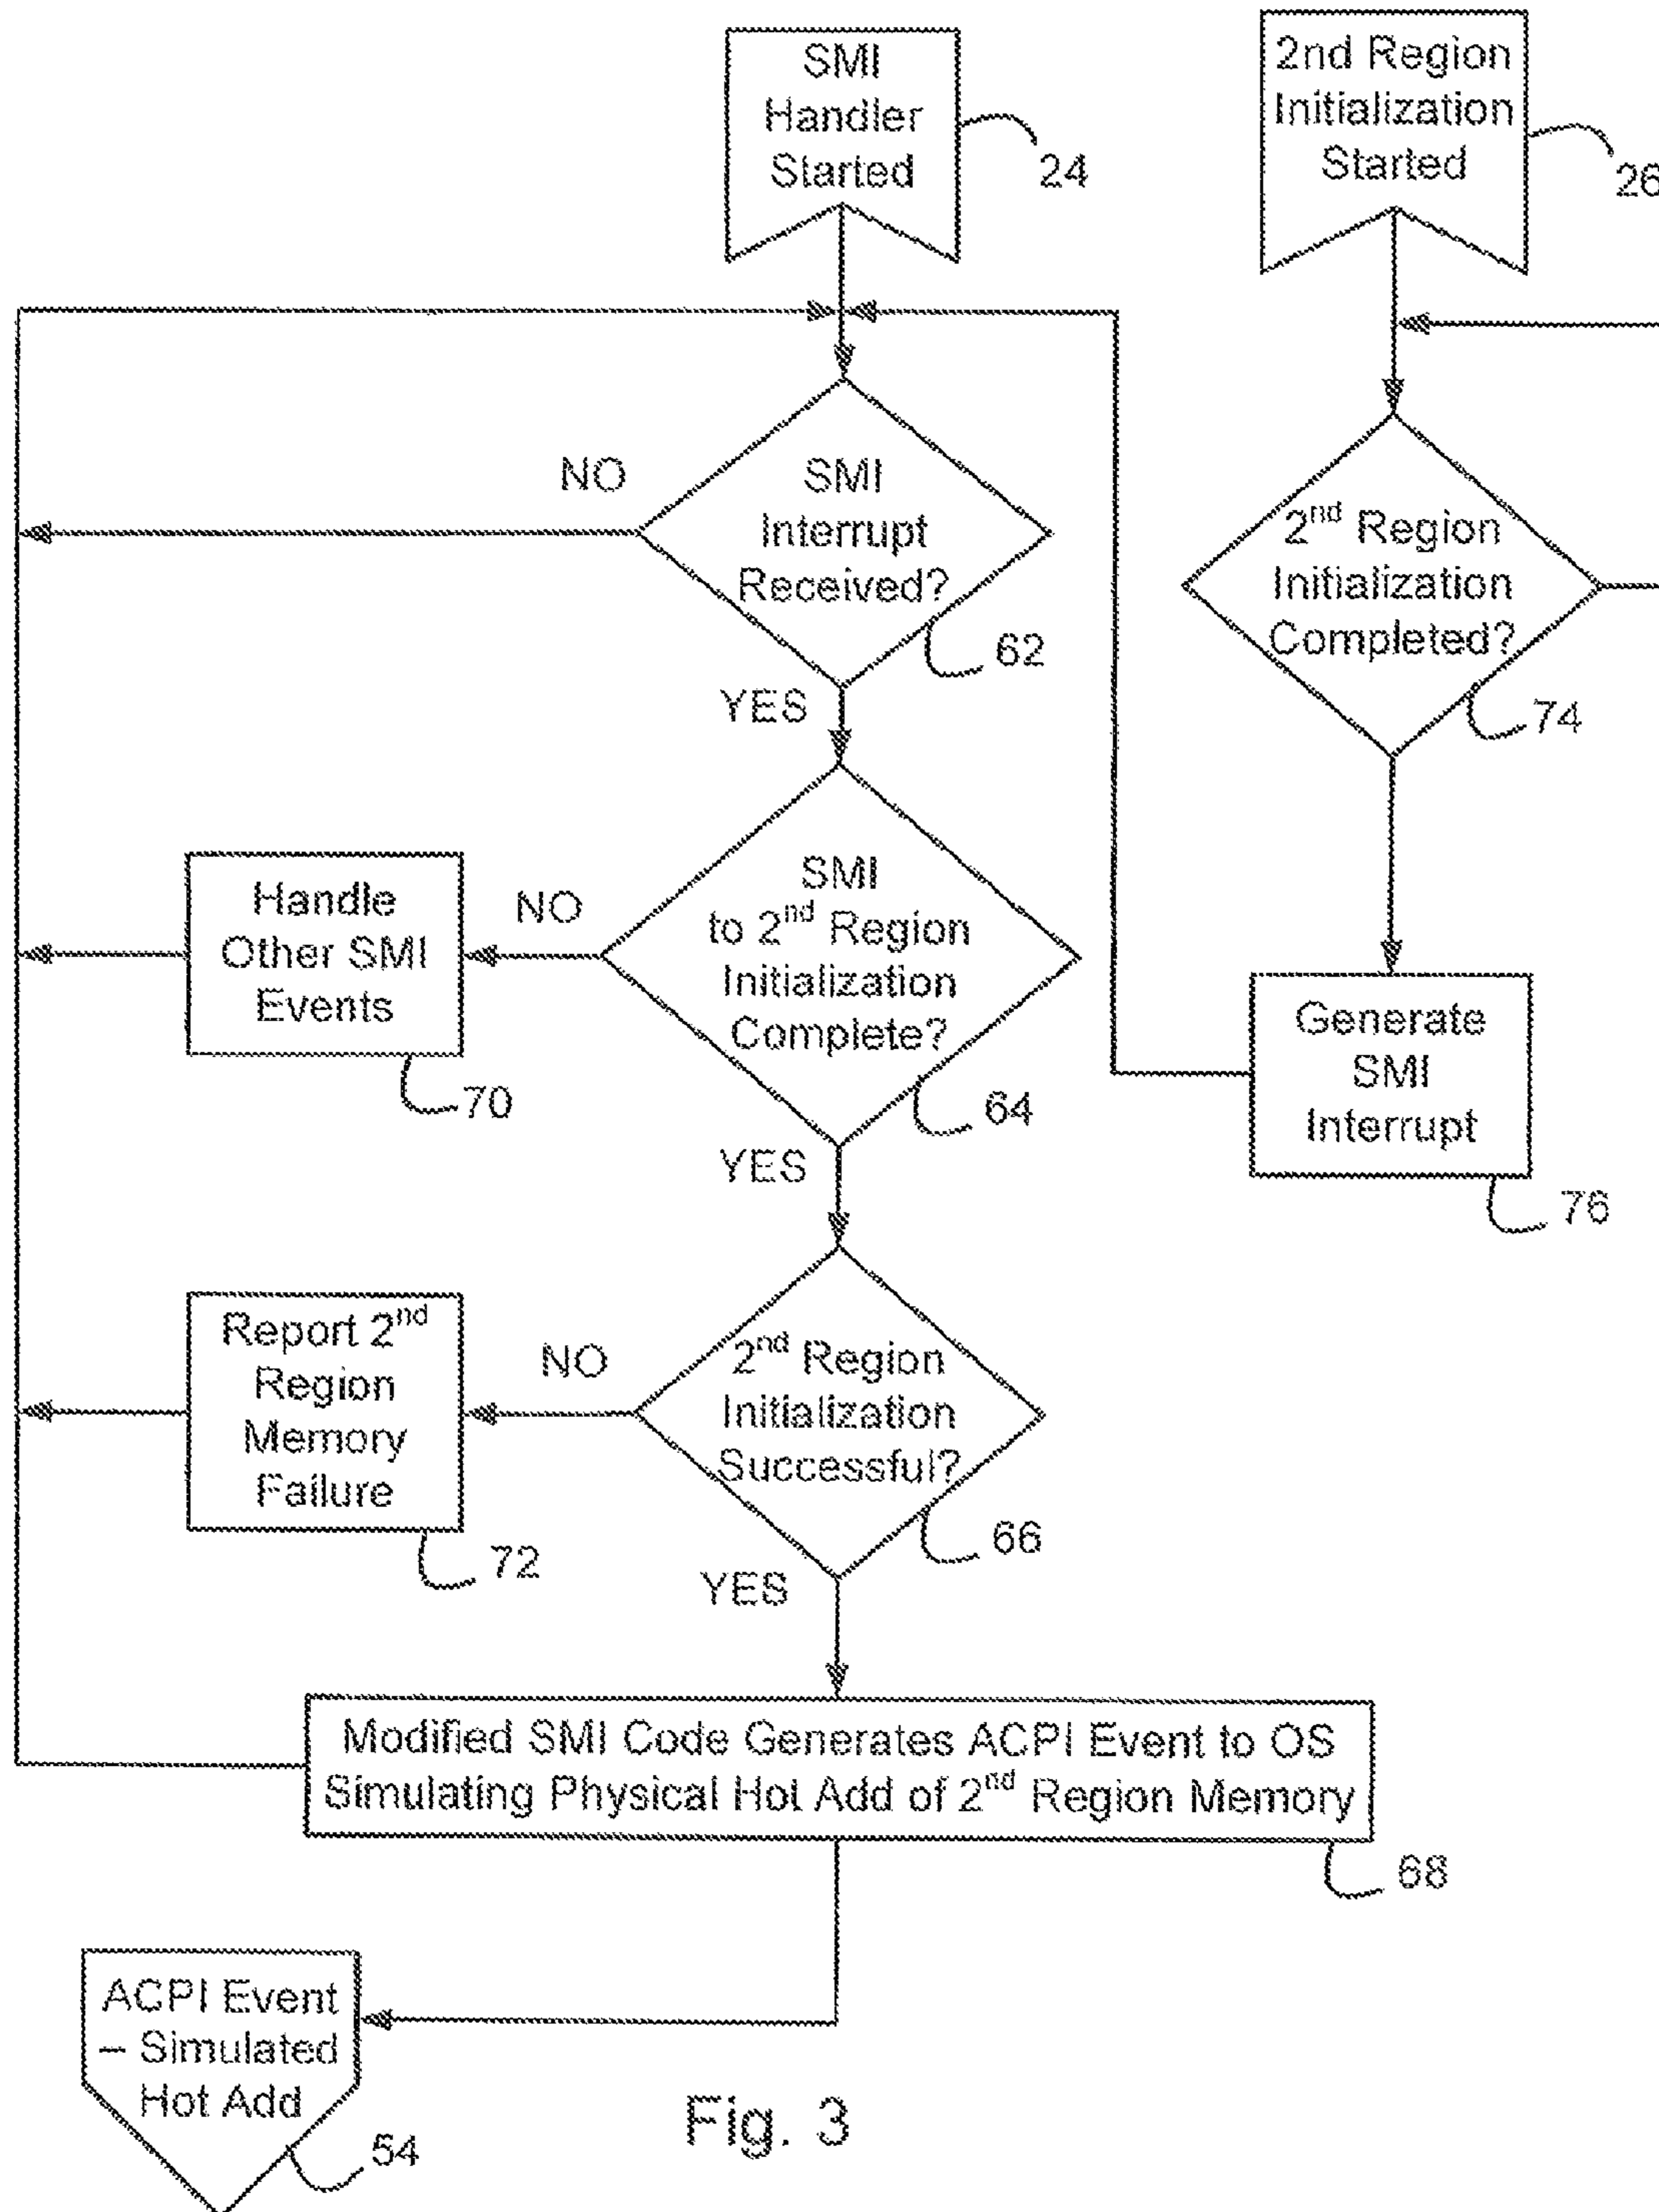 SMI
Handler
Started
24
2nd Region
Initialization
Started
26
NO
SMI
Interrupt
Received?
62
YES
2nd Region
Initialization
Completed?
74
Handle
Other SMI
Events
70
NO
SMI
to 2nd Region
Initialization
Complete?
64
YES
Generate
SMI
Interrupt
76
Report 2nd
Region
Memory
Failure
72
NO
2nd Region
Initialization
Successful?
66
YES
Modified SMI Code Generates ACPI Event to OS
Simulating Physical Hot Add of 2nd Region Memory
68
ACPI Event
– Simulated
Hot Add
54
Fig. 3